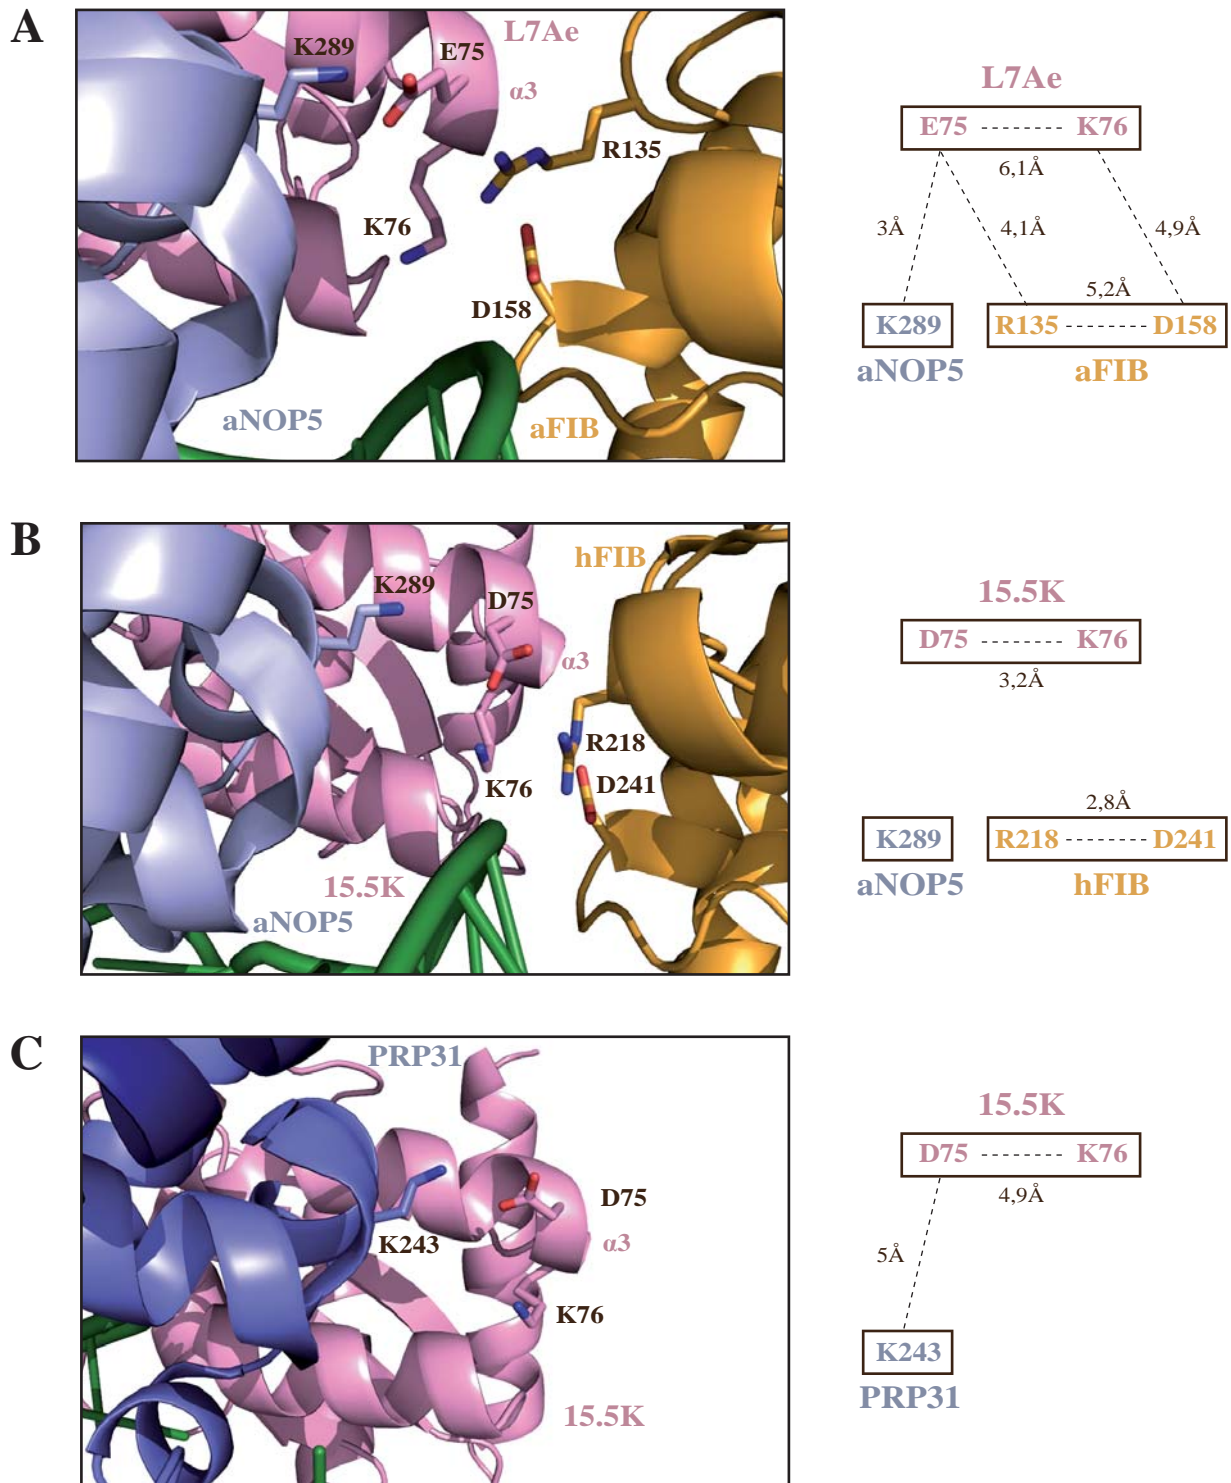 A
K289
L7Ae
E75
α3
R135
K76
D158
aNOP5
aFIB
L7Ae
E75 -------- K76
6,1Å
3Å
4,1Å
4,9Å
5,2Å
K289
R135 -------- D158
aNOP5
aFIB
B
hFIB
K289
D75
α3
R218
K76
D241
15.5K
aNOP5
15.5K
D75 -------- K76
3,2Å
2,8Å
K289
R218 -------- D241
aNOP5
hFIB
C
PRP31
D75
K243
α3
K76
15.5K
15.5K
D75 -------- K76
4,9Å
5Å
K243
PRP31